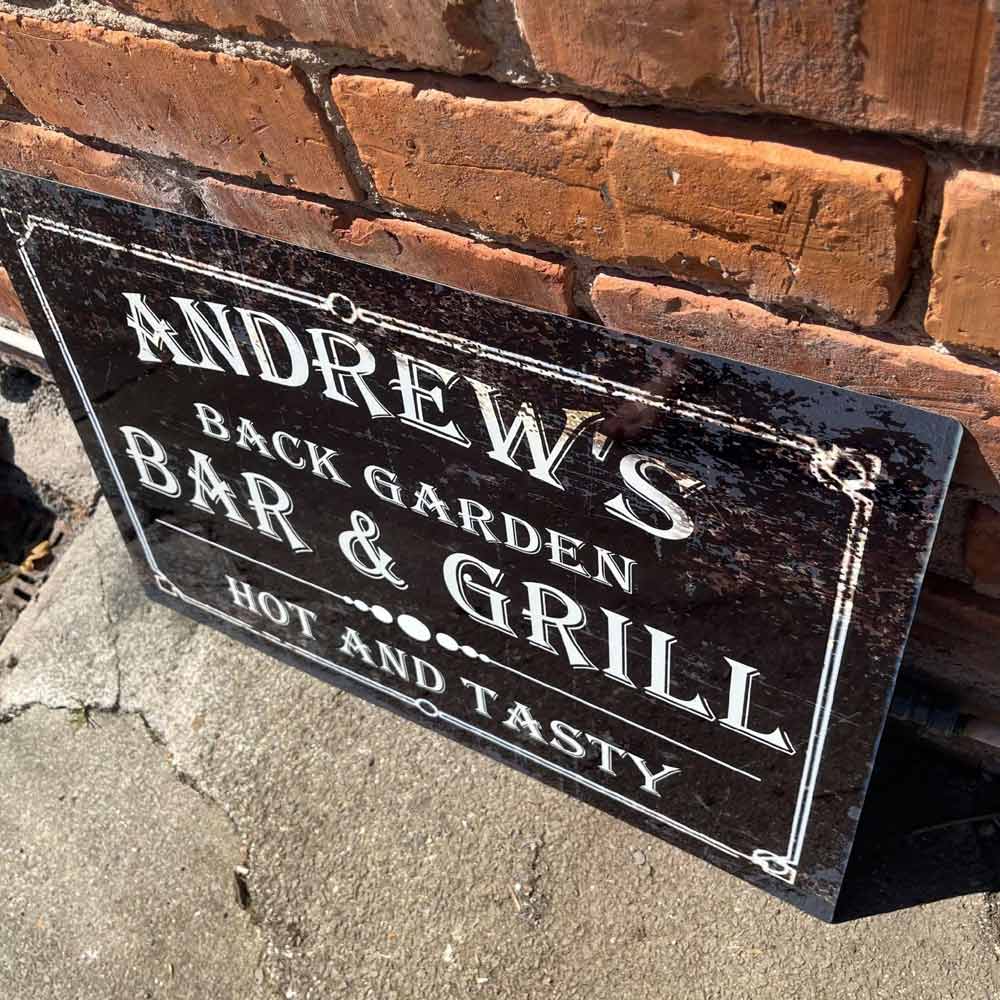 ANDREW'S
BACK GARDEN
BAR & GRILL
HOT AND TASTY